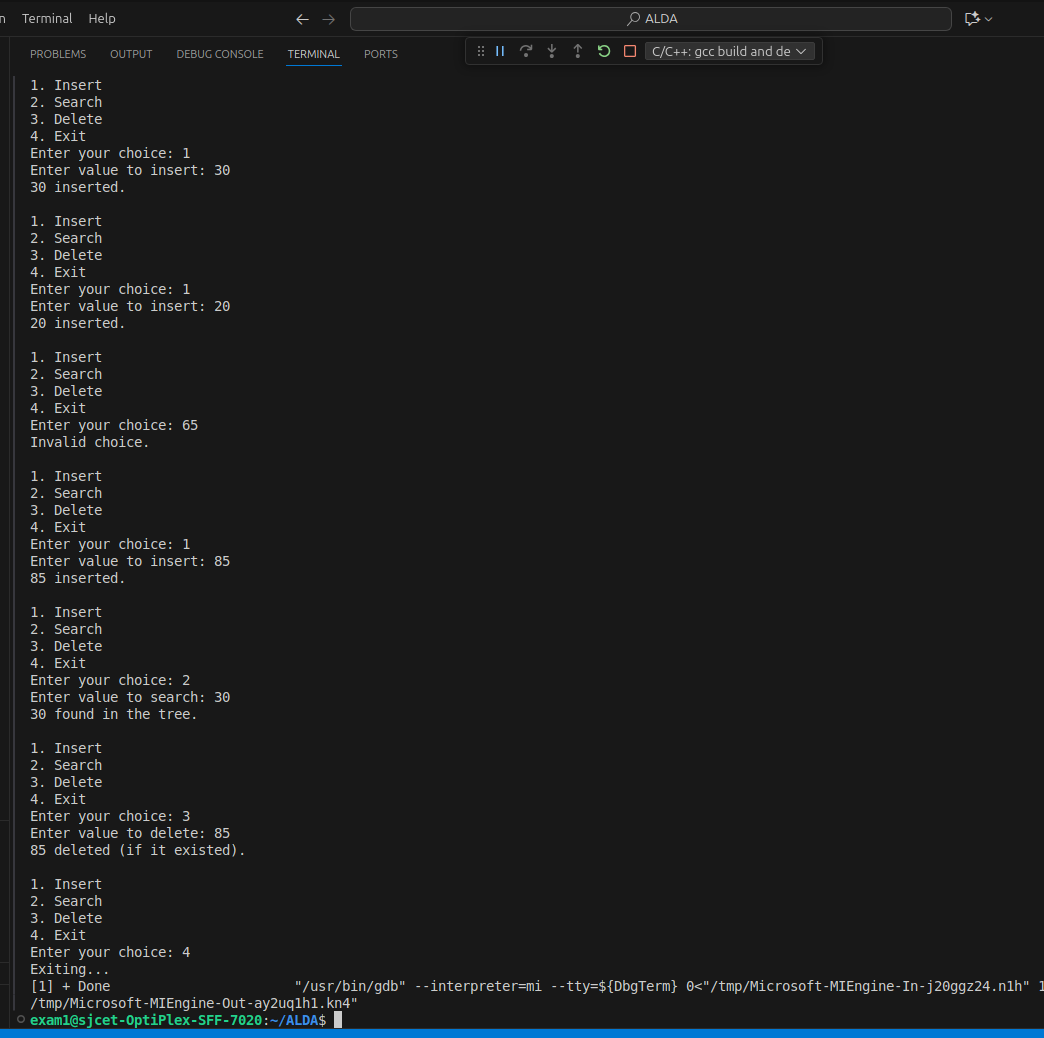 Terminal Help
ALDA
PROBLEMS OUTPUT DEBUG CONSOLE TERMINAL PORTS
C/C++: gcc build and de
1. Insert
2. Search
3. Delete
4. Exit
Enter your choice: 1
Enter value to insert: 30
30 inserted.
1. Insert
2. Search
3. Delete
4. Exit
Enter your choice: 1
Enter value to insert: 20
20 inserted.
1. Insert
2. Search
3. Delete
4. Exit
Enter your choice: 65
Invalid choice.
1. Insert
2. Search
3. Delete
4. Exit
Enter your choice: 1
Enter value to insert: 85
85 inserted.
1. Insert
2. Search
3. Delete
4. Exit
Enter your choice: 2
Enter value to search: 30
30 found in the tree.
1. Insert
2. Search
3. Delete
4. Exit
Enter your choice: 3
Enter value to delete: 85
85 deleted (if it existed).
1. Insert
2. Search
3. Delete
4. Exit
Enter your choice: 4
Exiting...
[1] + Done "/usr/bin/gdb" --interpreter=mi --tty=${DbgTerm} 0<"/tmp/Microsoft-MIEngine-In-j20ggz24.n1h" 1
/tmp/Microsoft-MIEngine-Out-ay2uq1h1.kn4"
exam1@sjcet-OptiPlex-SFF-7020:~/ALDA$